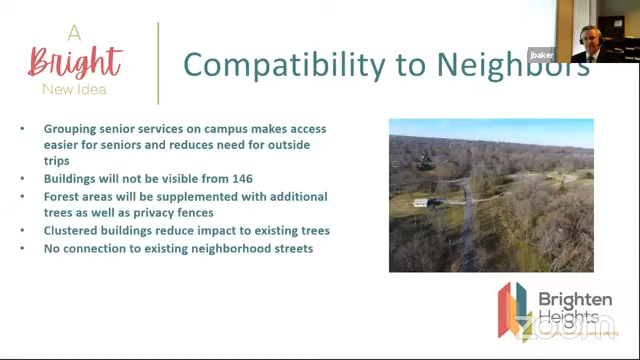 A
Bright
New Idea
Compatibility to Neighbors
jbaker
• Grouping senior services on campus makes access
easier for seniors and reduces need for outside
trips
• Buildings will not be visible from 146
• Forest areas will be supplemented with additional
trees as well as privacy fences
• Clustered buildings reduce impact to existing trees
• No connection to existing neighborhood streets
Brighten
Heights
zoom